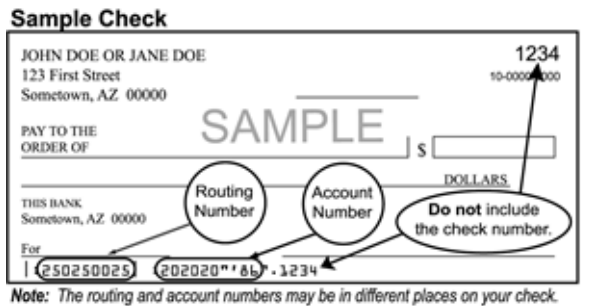 Sample Check
JOHN DOE OR JANE DOE
123 First Street
Sometown, AZ 00000
1234
10-00000000
SAMPLE
PAY TO THE
ORDER OF
$
DOLLARS
THIS BANK
Sometown, AZ 00000
Routing
Number
Account
Number
Do not include
the check number.
For
|:250250025:|:202020"'86".1234
Note: The routing and account numbers may be in different places on your check.